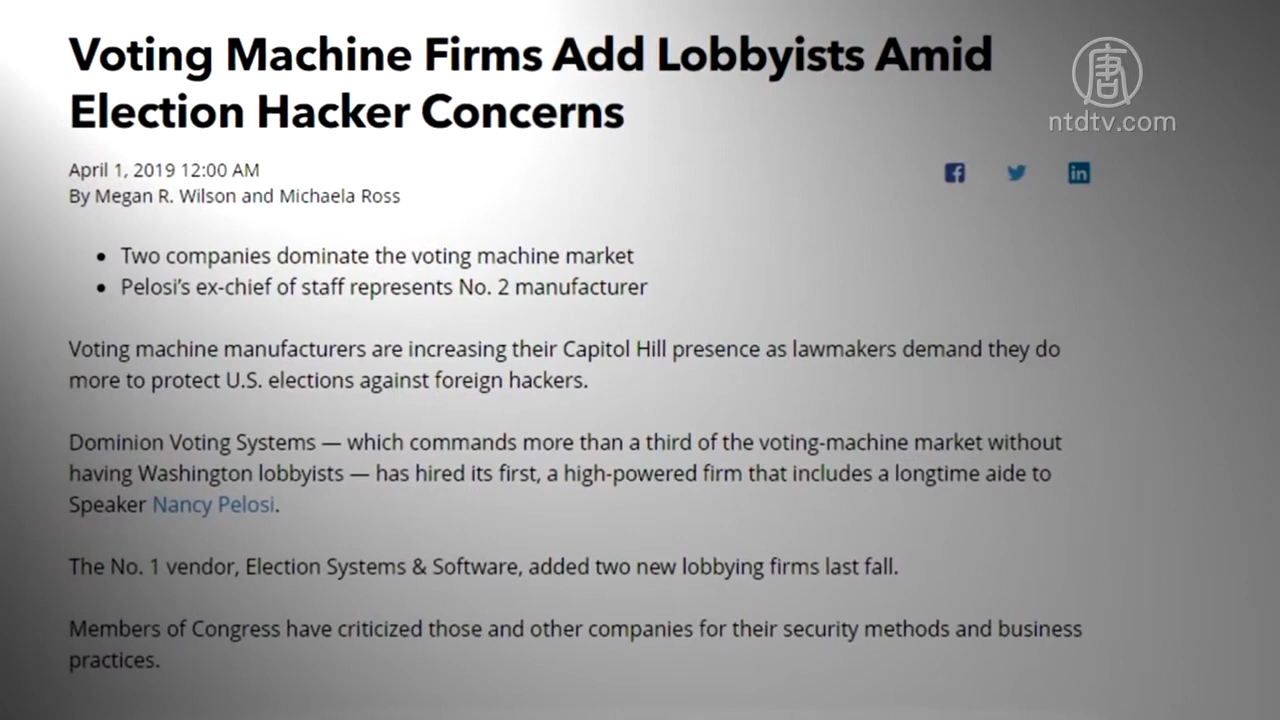 Voting Machine Firms Add Lobbyists Amid
Election Hacker Concerns
唐
ntdtv.com
April 1, 2019 12:00 AM
By Megan R. Wilson and Michaela Ross
• Two companies dominate the voting machine market
• Pelosi's ex-chief of staff represents No. 2 manufacturer
Voting machine manufacturers are increasing their Capitol Hill presence as lawmakers demand they do
more to protect U.S. elections against foreign hackers.
Dominion Voting Systems — which commands more than a third of the voting-machine market without
having Washington lobbyists — has hired its first, a high-powered firm that includes a longtime aide to
Speaker Nancy Pelosi.
The No. 1 vendor, Election Systems & Software, added two new lobbying firms last fall.
Members of Congress have criticized those and other companies for their security methods and business
practices.